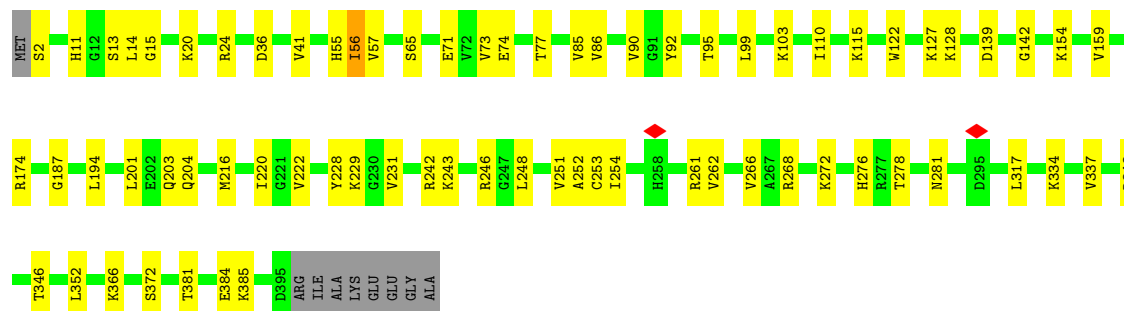 MET S2 H11 G12 S13 L14 G15 K20 R24 D36 V41 H55 I56 V57 S65 E71 V72 V73 E74 T77 V85 V86 V90 G91 Y92 T95 L99 K103 I110 K115 W122 K127 K128 D139 G142 K154 V159
R174 G187 L194 L201 E202 Q203 Q204 M216 I220 G221 V222 Y228 K229 G230 V231 R242 K243 R246 G247 L248 V251 A252 C253 I254 H258 R261 V262 V266 A267 R268 K272 H276 R277 T278 N281 D295 L317 K334 V337
T346 L352 K366 S372 T381 E384 K385 D395 ARG ILE ALA LYS GLU GLU GLY ALA